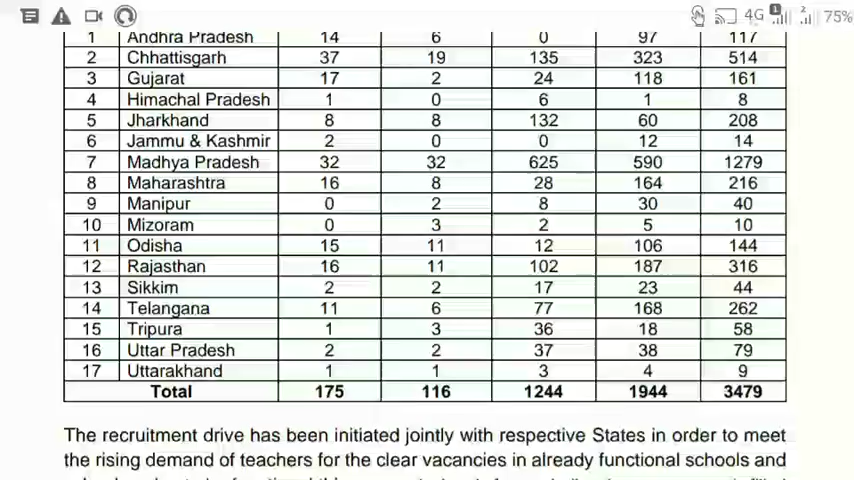 4G 1 2 75%
1 Andhra Pradesh 14 6 0 97 117
2 Chhattisgarh 37 19 135 323 514
3 Gujarat 17 2 24 118 161
4 Himachal Pradesh 1 0 6 1 8
5 Jharkhand 8 8 132 60 208
6 Jammu & Kashmir 2 0 0 12 14
7 Madhya Pradesh 32 32 625 590 1279
8 Maharashtra 16 8 28 164 216
9 Manipur 0 2 8 30 40
10 Mizoram 0 3 2 5 10
11 Odisha 15 11 12 106 144
12 Rajasthan 16 11 102 187 316
13 Sikkim 2 2 17 23 44
14 Telangana 11 6 77 168 262
15 Tripura 1 3 36 18 58
16 Uttar Pradesh 2 2 37 38 79
17 Uttarakhand 1 1 3 4 9
Total 175 116 1244 1944 3479
The recruitment drive has been initiated jointly with respective States in order to meet
the rising demand of teachers for the clear vacancies in already functional schools and